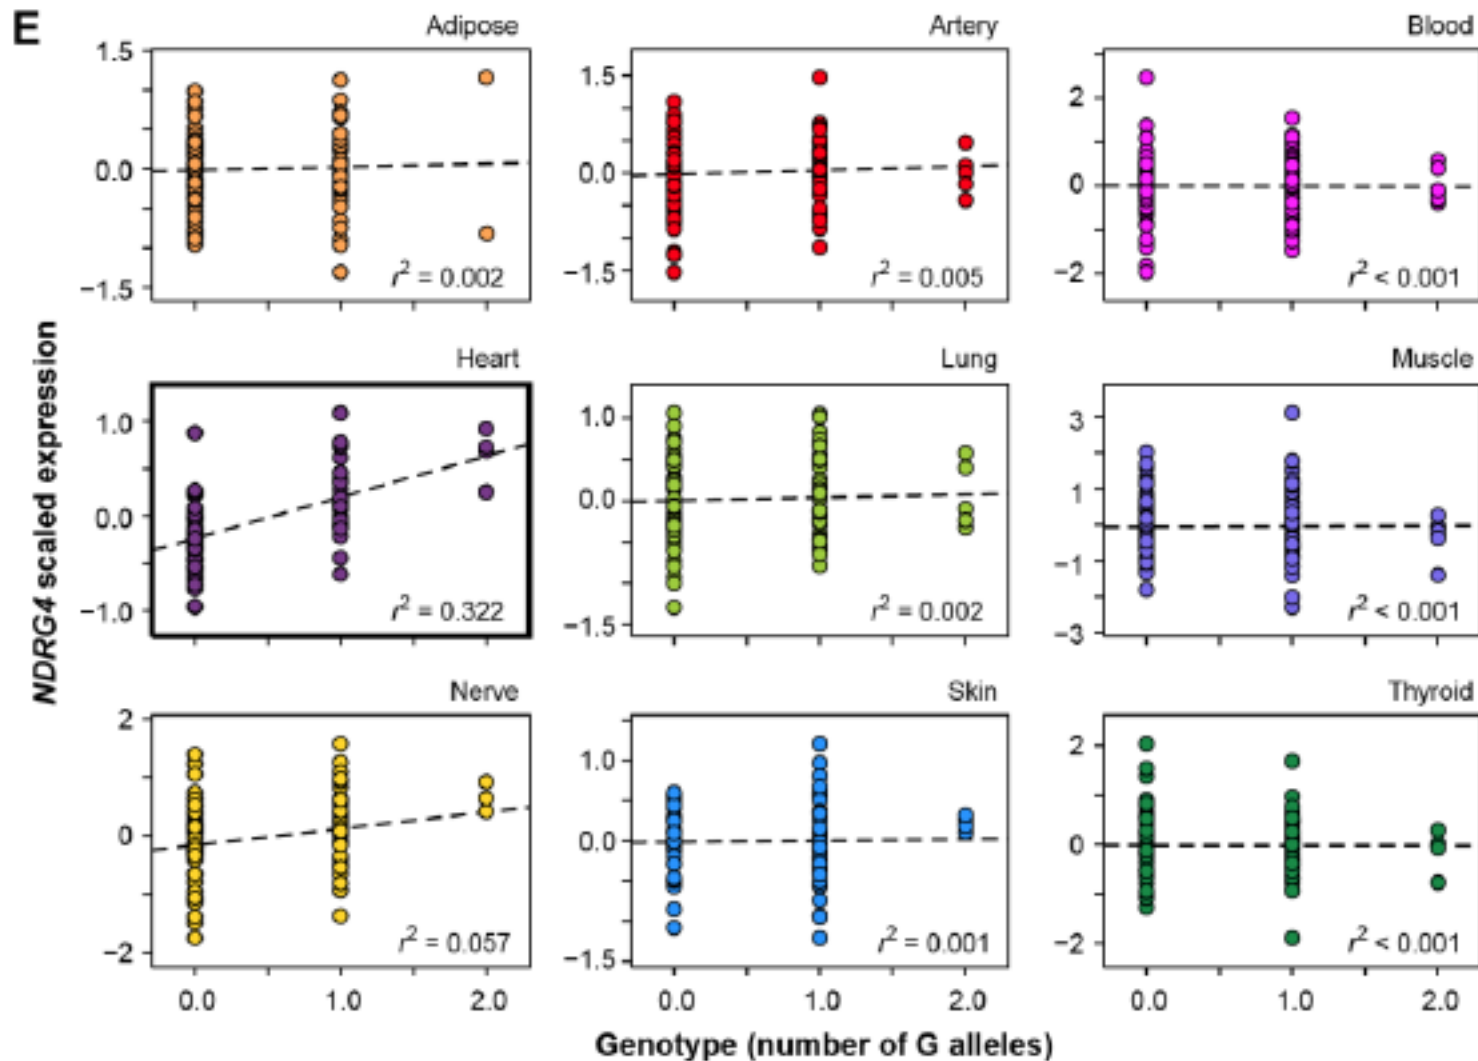 E
Adipose
1.5
0.0
−1.5
r² = 0.002
Artery
1.5
0.0
−1.5
r² = 0.005
Blood
2
0
−2
r² < 0.001
NDRG4 scaled expression
Heart
1.0
0.0
−1.0
r² = 0.322
Lung
1.0
0.0
−1.5
r² = 0.002
Muscle
3
1
−1
−3
r² < 0.001
Nerve
2
0
−2
r² = 0.057
0.0 1.0 2.0
Skin
1.0
0.0
−1.5
r² = 0.001
0.0 1.0 2.0
Thyroid
2
0
−2
r² < 0.001
0.0 1.0 2.0
Genotype (number of G alleles)